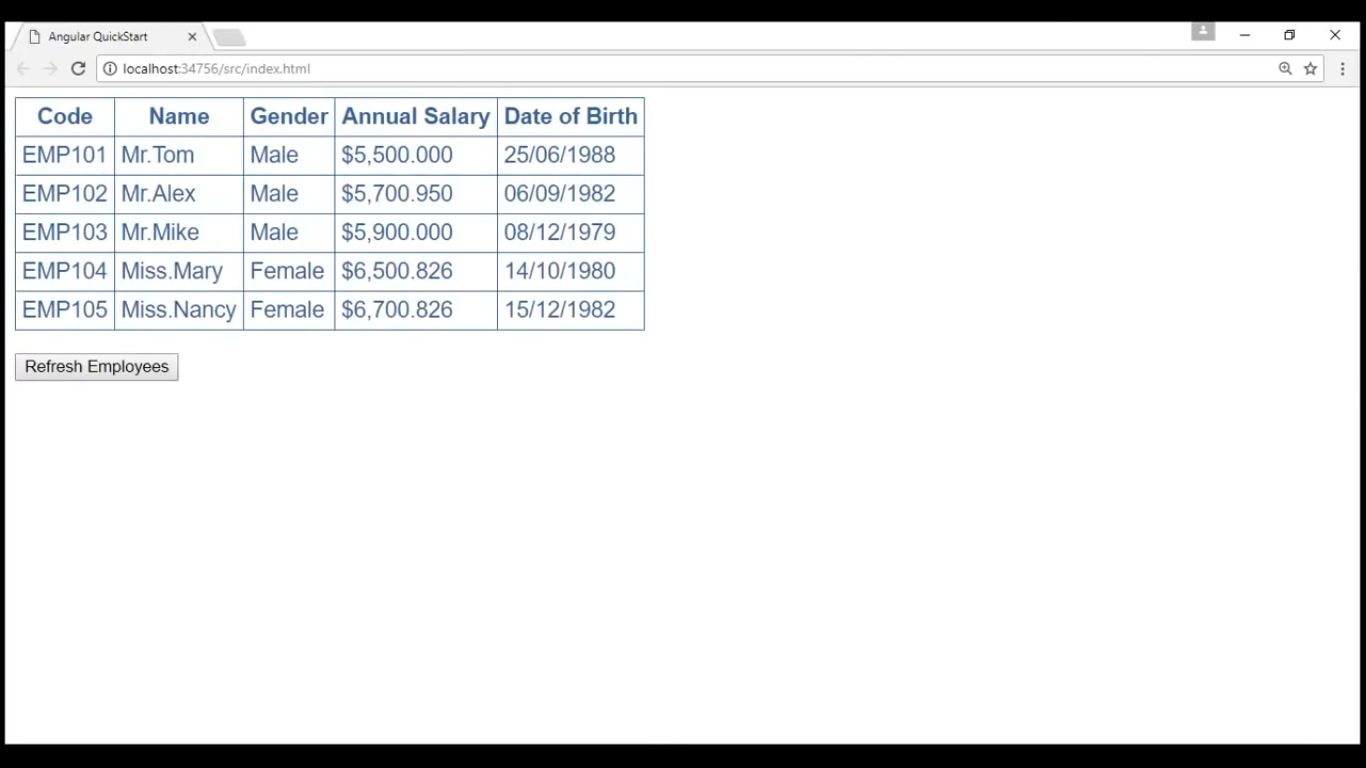 Angular QuickStart
localhost:34756/src/index.html
Code Name Gender Annual Salary Date of Birth
EMP101 Mr.Tom Male $5,500.000 25/06/1988
EMP102 Mr.Alex Male $5,700.950 06/09/1982
EMP103 Mr.Mike Male $5,900.000 08/12/1979
EMP104 Miss.Mary Female $6,500.826 14/10/1980
EMP105 Miss.Nancy Female $6,700.826 15/12/1982
Refresh Employees